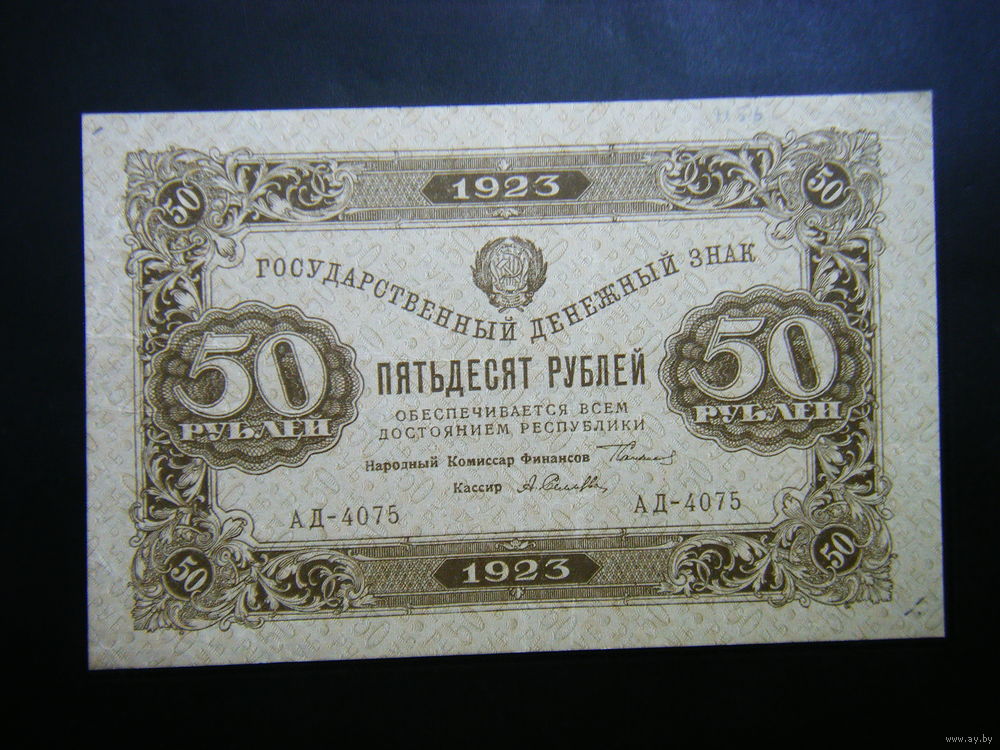 50 1923 50
ГОСУДАРСТВЕННЫЙ ДЕНЕЖНЫЙ ЗНАК
50 РУБЛЕЙ
ПЯТЬДЕСЯТ РУБЛЕЙ
50 РУБЛЕЙ
ОБЕСПЕЧИВАЕТСЯ ВСЕМ
ДОСТОЯНИЕМ РЕСПУБЛИКИ
Народный Комиссар Финансов
Кассир
АД-4075
АД-4075
50 1923 50
www.ay.by